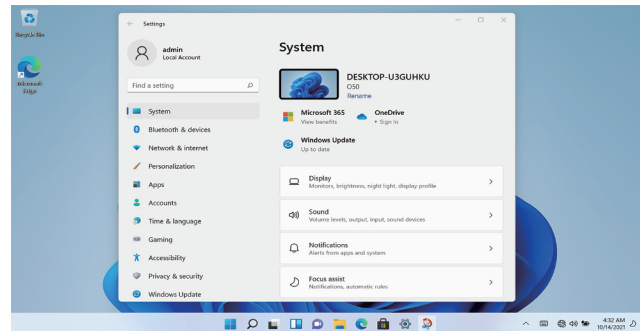 Recycle Bin
Microsoft
Edge
Settings
admin
Local Account
Find a setting
System
Bluetooth & devices
Network & internet
Personalization
Apps
Accounts
Time & language
Gaming
Accessibility
Privacy & security
Windows Update
System
DESKTOP-U3GUHKU
O50
Rename
Microsoft 365
View benefits
OneDrive
• Sign in
Windows Update
Up to date
Display
Monitors, brightness, night light, display profile
Sound
Volume levels, output, input, sound devices
Notifications
Alerts from apps and system
Focus assist
Notifications, automatic rules
4:32 AM
10/14/2021